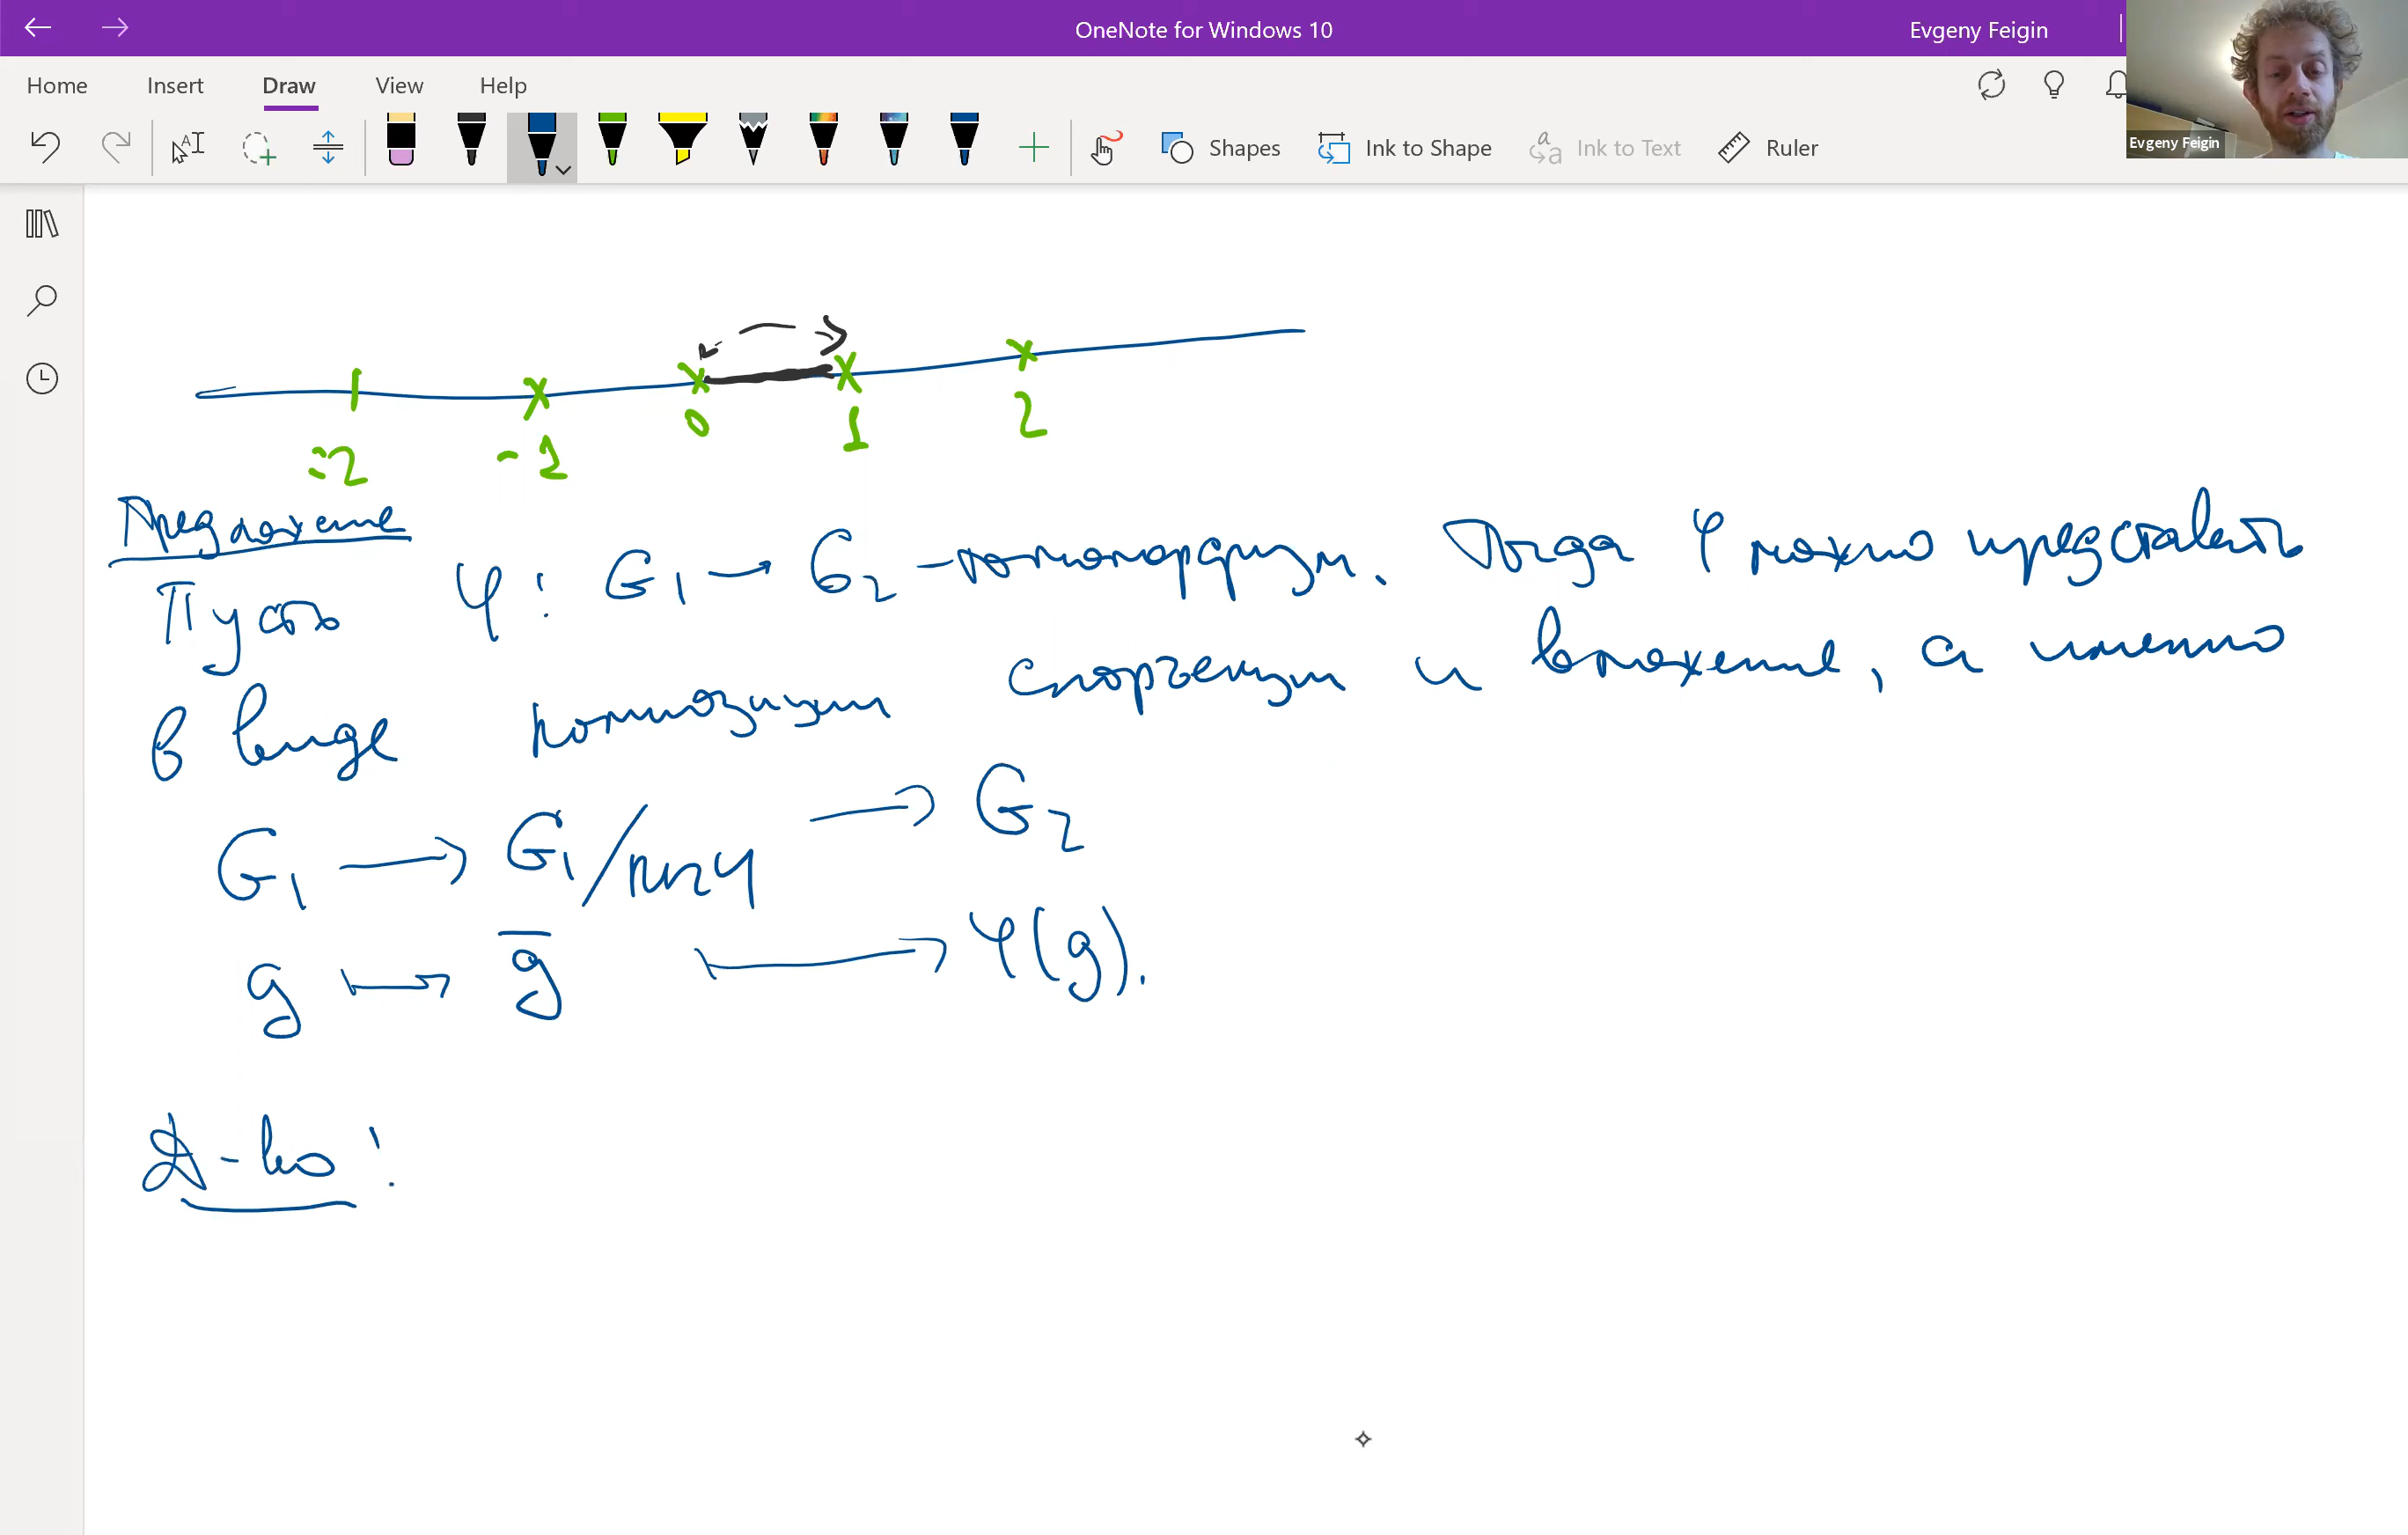 OneNote for Windows 10
Evgeny Feigin
Home Insert Draw View Help
Shapes Ink to Shape Ink to Text Ruler
Evgeny Feigin
-2 -1 0 1 2
Предложение
Пусть φ: G₁ → G₂ – гомоморфизм. Тогда φ можно представить
в виде композиции сюръекции и вложение, а именно
G₁ → G₁/ker φ → G₂
g ↦ g̅ ↦ φ(g).
Д-во: